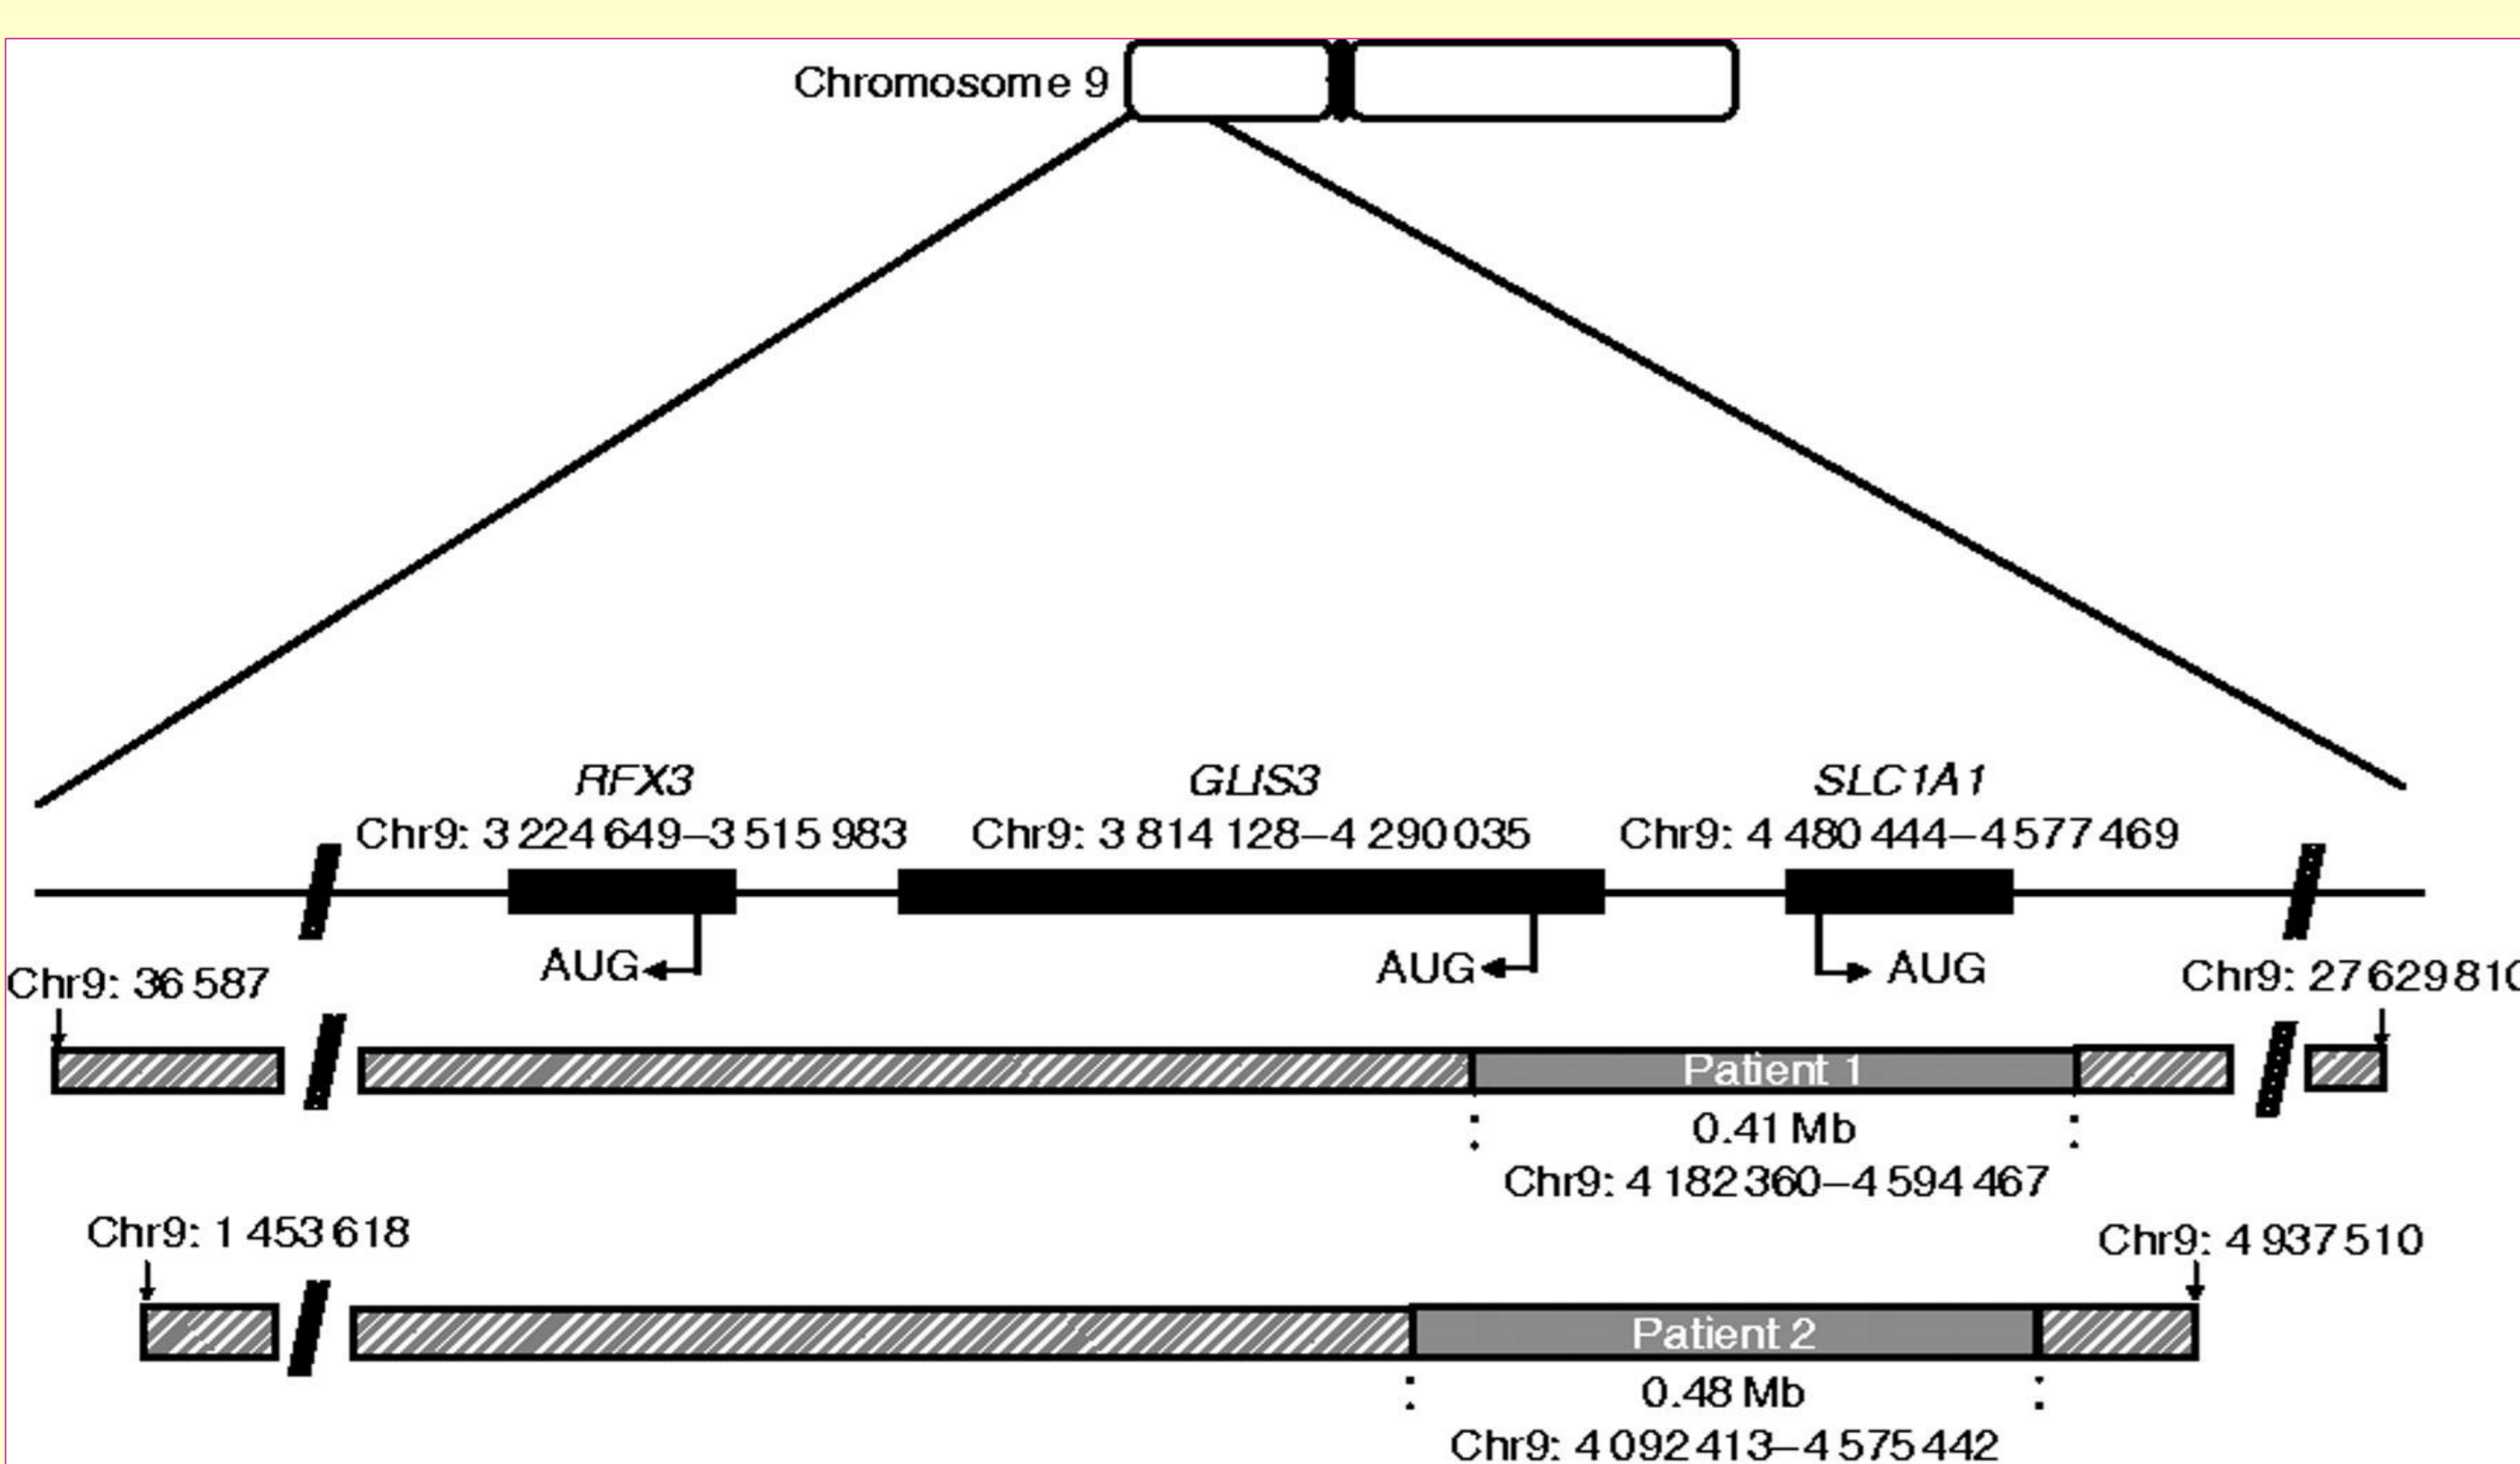 Chromosome 9
RFX3 GLIS3 SLC1A1
Chr9: 3 224 649–3 515 983 Chr9: 3 814 128–4 290 035 Chr9: 4 480 444–4 577 469
AUG AUG AUG
Chr9: 36 587 Chr9: 27 629 810
Patient 1
0.41 Mb
Chr9: 4 182 360–4 594 467
Chr9: 1 453 618 Chr9: 4 937 510
Patient 2
0.48 Mb
Chr9: 4 092 413–4 575 442